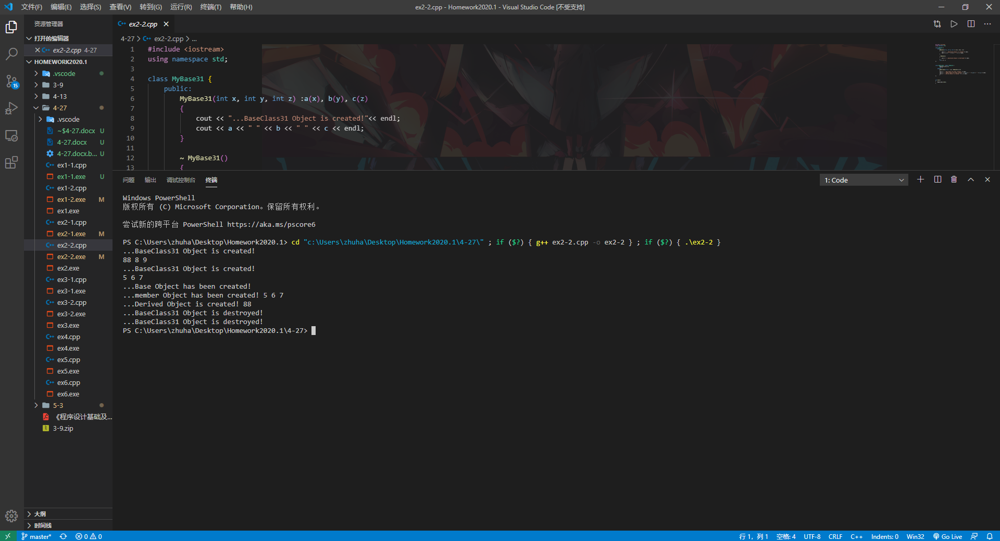 文件(F) 编辑(E) 选择(S) 查看(V) 转到(G) 运行(R) 终端(T) 帮助(H) ex2-2.cpp - Homework2020.1 - Visual Studio Code [不受支持]
资源管理器
打开的编辑器
ex2-2.cpp 4-27
HOMEWORK2020.1
.vscode
3-9
4-13
4-27
.vscode
~$4-27.docx U
4-27.docx U
4-27.docx.b... U
ex1-1.cpp
ex1-1.exe U
ex1-2.cpp
ex1-2.exe M
ex1.exe
ex2-1.cpp
ex2-1.exe M
ex2-2.cpp
ex2-2.exe M
ex2.exe
ex3-1.cpp
ex3-1.exe
ex3-2.cpp
ex3-2.exe
ex3.exe
ex4.cpp
ex4.exe
ex5.cpp
ex5.exe
ex6.cpp
ex6.exe
5-3
《程序设计基础及...
3-9.zip
大纲
时间线
15
ex2-2.cpp
4-27 > ex2-2.cpp > ...
1 #include <iostream>
2 using namespace std;
3
4 class MyBase31 {
5 public:
6 MyBase31(int x, int y, int z) :a(x), b(y), c(z)
7 {
8 cout << "...BaseClass31 Object is created!"<< endl;
9 cout << a << " " << b << " " << c << endl;
10 }
11
12 ~ MyBase31()
13 {
问题 输出 调试控制台 终端 1: Code
Windows PowerShell
版权所有 (C) Microsoft Corporation。保留所有权利。
尝试新的跨平台 PowerShell https://aka.ms/pscore6
PS C:\Users\zhuha\Desktop\Homework2020.1> cd "c:\Users\zhuha\Desktop\Homework2020.1\4-27\" ; if ($?) { g++ ex2-2.cpp -o ex2-2 } ; if ($?) { .\ex2-2 }
...BaseClass31 Object is created!
88 8 9
...BaseClass31 Object is created!
5 6 7
...Base Object has been created!
...member Object has been created! 5 6 7
...Derived Object is created! 88
...BaseClass31 Object is destroyed!
...BaseClass31 Object is destroyed!
PS C:\Users\zhuha\Desktop\Homework2020.1\4-27>
master* 0 0 行 1，列 1 空格: 4 UTF-8 CRLF C++ Indents: 0 Win32 Go Live